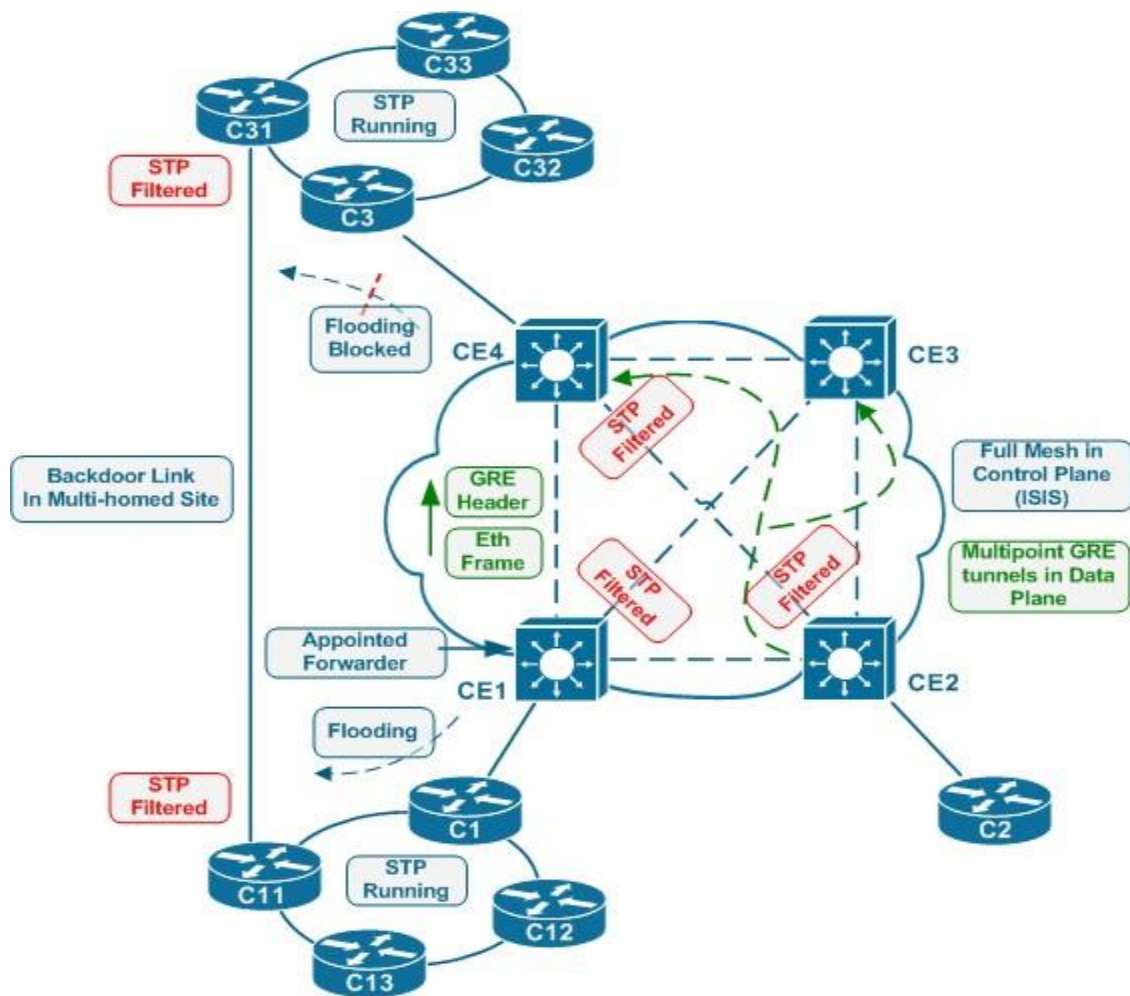 C33
C31
STP
Running
C32
STP
Filtered
C3
Flooding
Blocked
CE4
CE3
STP
Filtered
Backdoor Link
In Multi-homed Site
GRE
Header
Eth
Frame
Full Mesh in
Control Plane
(ISIS)
STP
Filtered
STP
Filtered
Multipoint GRE
tunnels in Data
Plane
Appointed
Forwarder
CE1
CE2
Flooding
STP
Filtered
C1
C2
C11
STP
Running
C12
C13